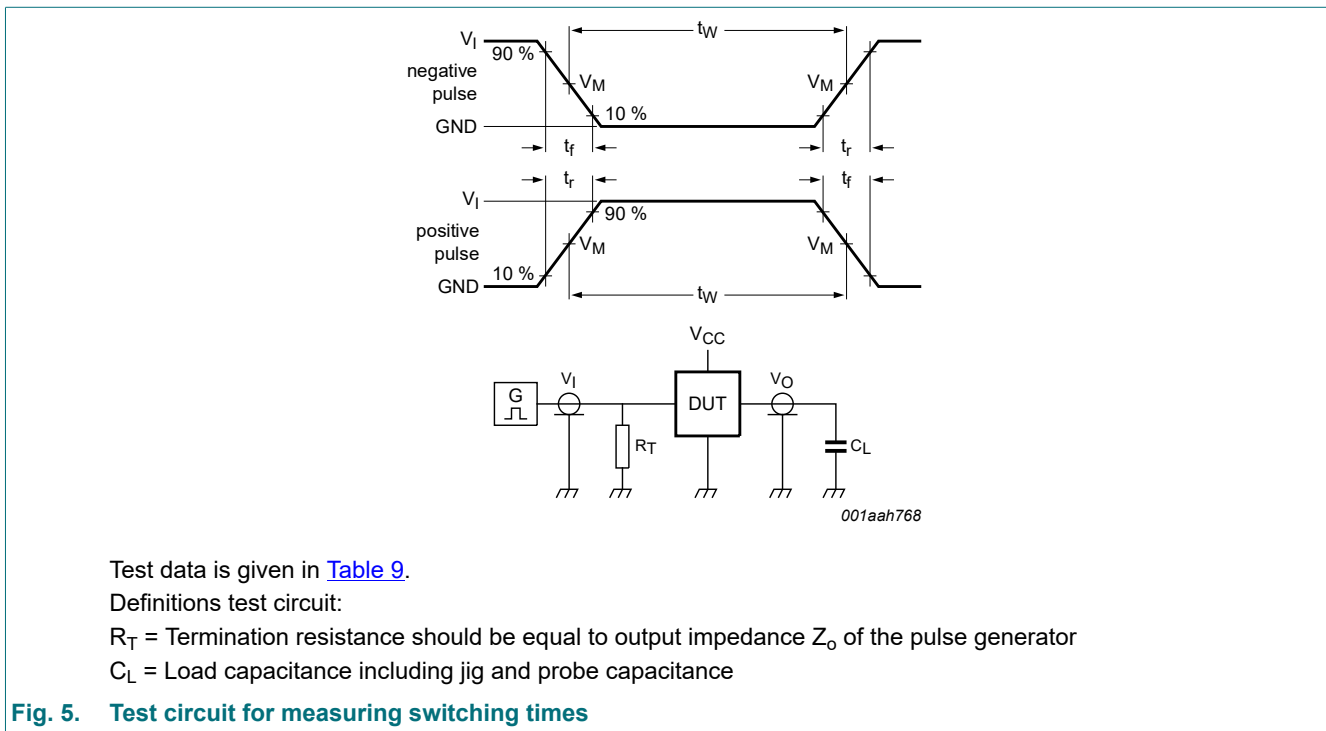 VI
90 %
tW
negative
pulse
VM
VM
10 %
GND
tf
tr
tr
tf
VI
90 %
positive
pulse
VM
VM
10 %
GND
tW
VCC
G
VI
DUT
VO
RT
CL
001aah768
Test data is given in Table 9.
Definitions test circuit:
RT = Termination resistance should be equal to output impedance Zo of the pulse generator
CL = Load capacitance including jig and probe capacitance
Fig. 5. Test circuit for measuring switching times